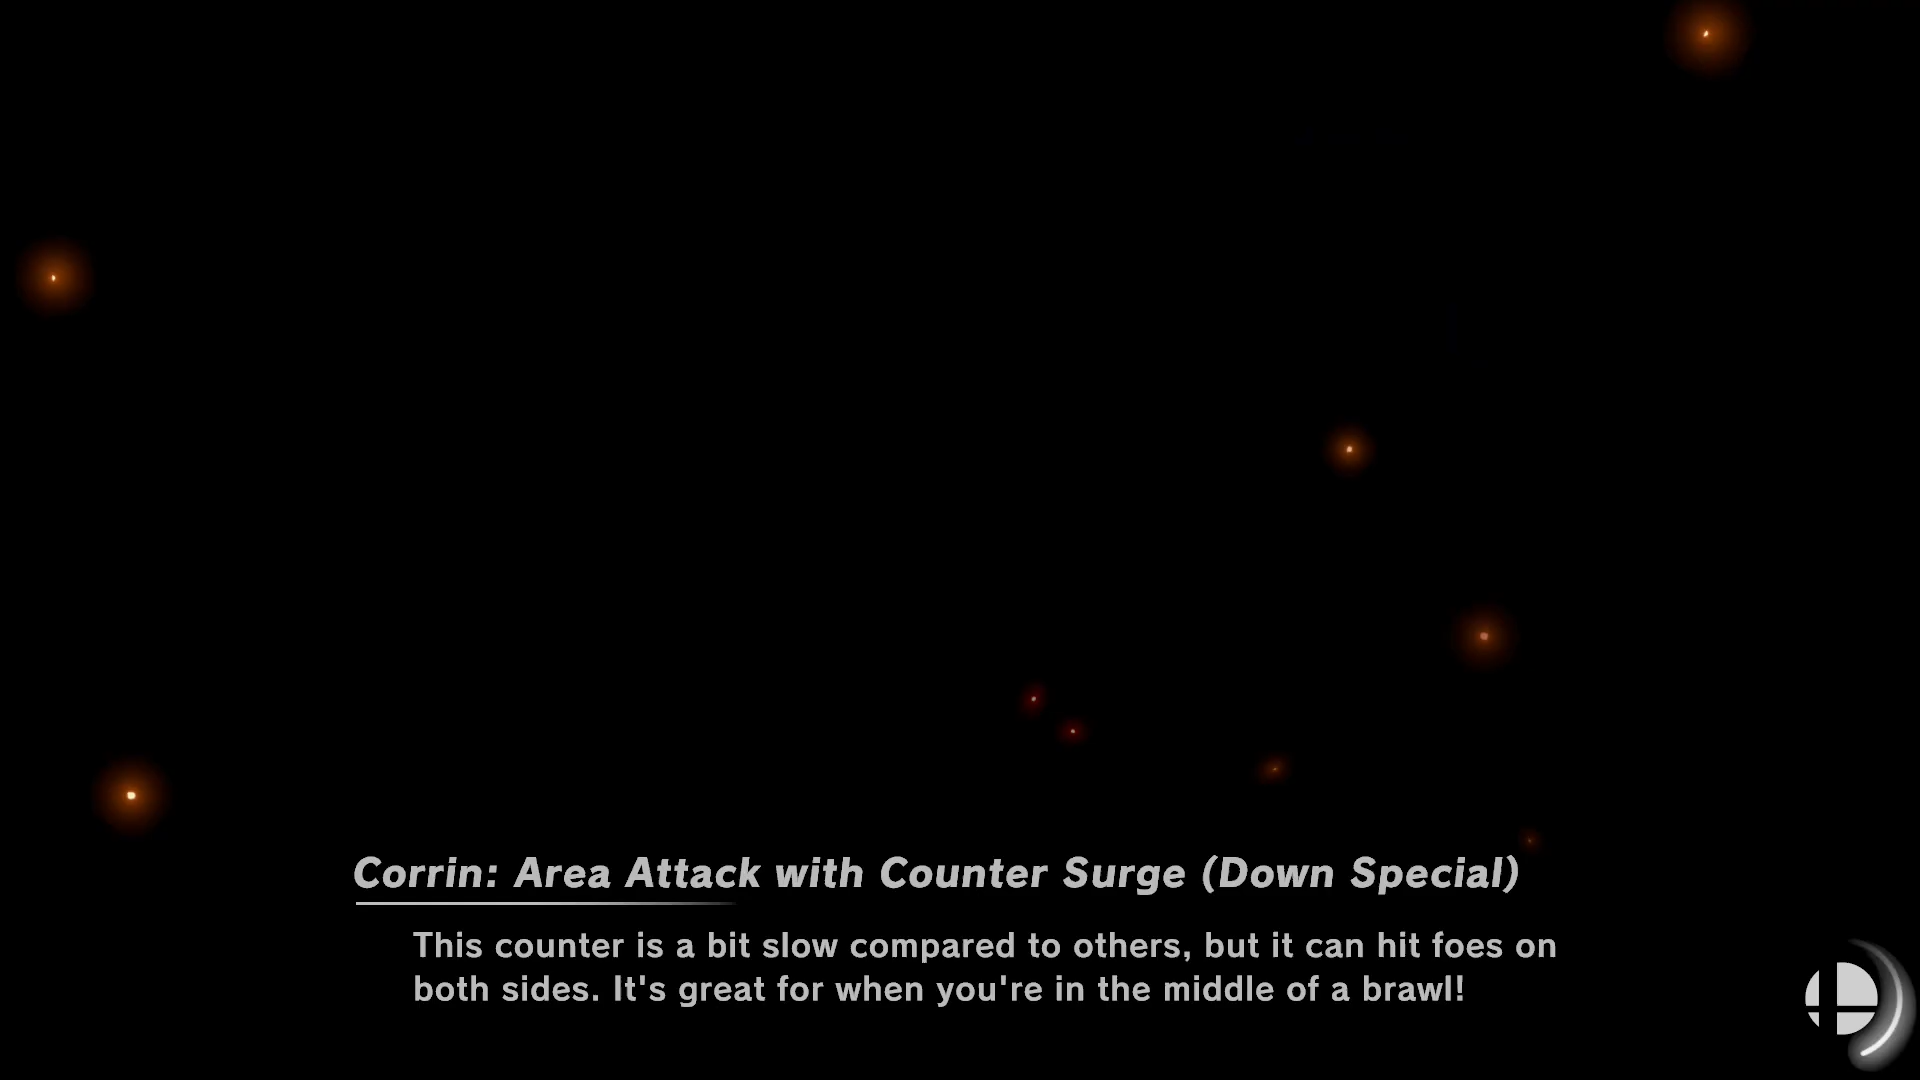 Corrin: Area Attack with Counter Surge (Down Special)
This counter is a bit slow compared to others, but it can hit foes on
both sides. It's great for when you're in the middle of a brawl!